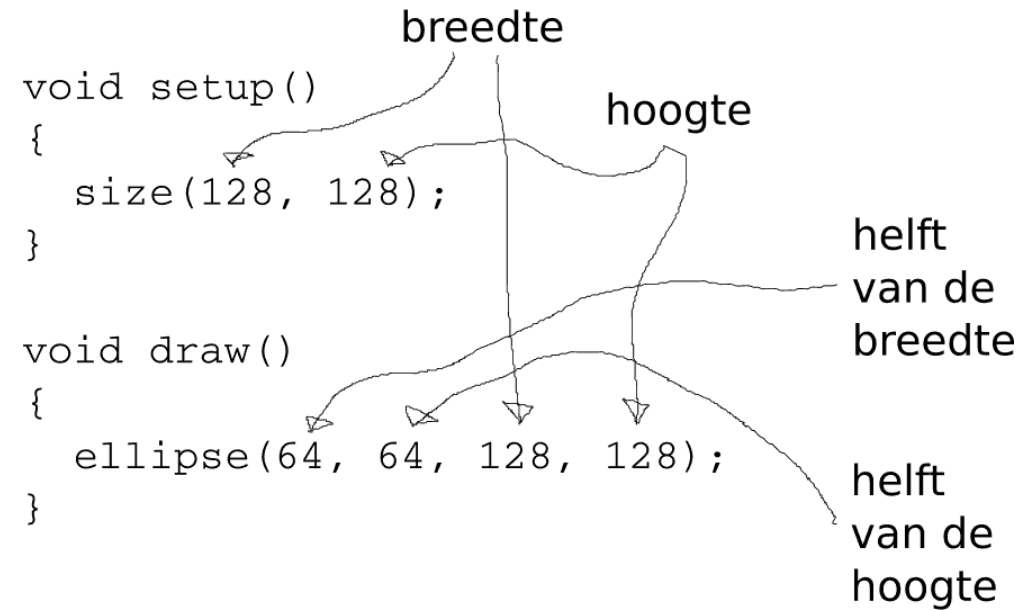 breedte
void setup()
hoogte
{
size(128, 128);
}
helft
van de
breedte
void draw()
{
ellipse(64, 64, 128, 128);
}
helft
van de
hoogte